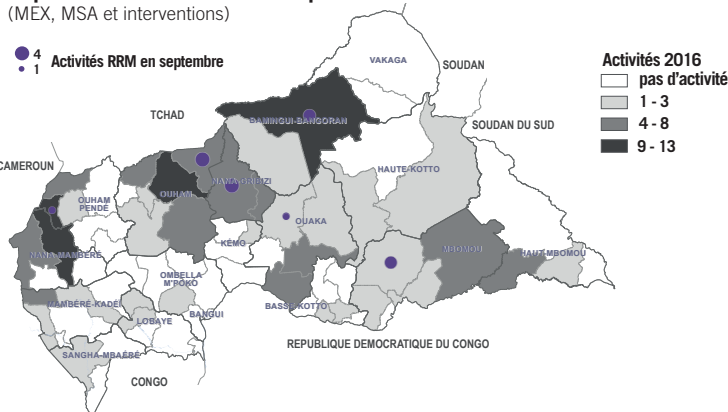 (MEX, MSA et interventions)
4
1
Activités RRM en septembre
Activités 2016
pas d'activité
1 - 3
4 - 8
9 - 13
VAKAGA
SOUDAN
TCHAD
BAMINGUI-BANGORAN
SOUDAN DU SUD
CAMEROUN
HAUTE-KOTTO
OUHAM
NANA-GRIBIZI
OUHAM
PENDÉ
OUAKA
KÉMO
NANA-MAMBÉRÉ
MBOMOU
HAUT-MBOMOU
OMBELLA
M'POKO
MAMBÉRÉ-KADÉI
BASSE-KOTTO
LOBAYE
BANGUI
REPUBLIQUE DEMOCRATIQUE DU CONGO
SANGHA-MBAÉRÉ
CONGO